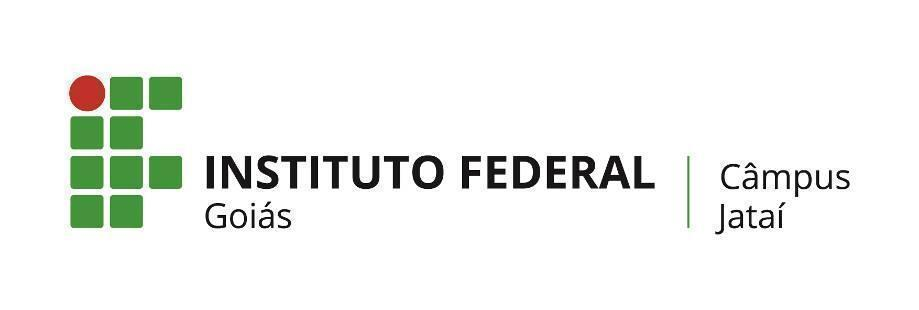 INSTITUTO FEDERAL
Goiás
Câmpus
Jataí